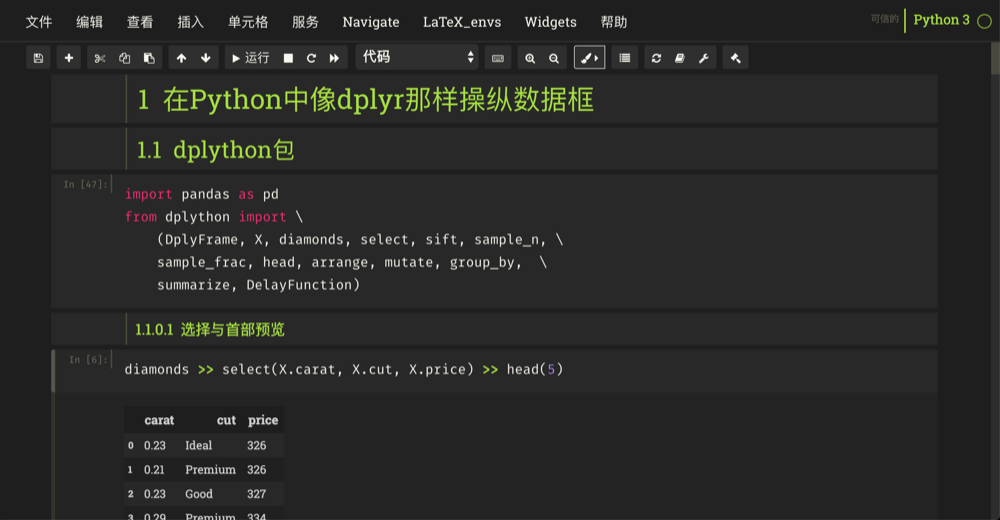 文件 编辑 查看 插入 单元格 服务 Navigate LaTeX_envs Widgets 帮助 可信的 Python 3
运行 代码
1 在Python中像dplyr那样操纵数据框
1.1 dplython包
In [47]:
import pandas as pd
from dplython import \
(DplyFrame, X, diamonds, select, sift, sample_n, \
sample_frac, head, arrange, mutate, group_by, \
summarize, DelayFunction)
1.1.0.1 选择与首部预览
In [6]:
diamonds >> select(X.carat, X.cut, X.price) >> head(5)
carat cut price
0 0.23 Ideal 326
1 0.21 Premium 326
2 0.23 Good 327
3 0.29 Premium 334